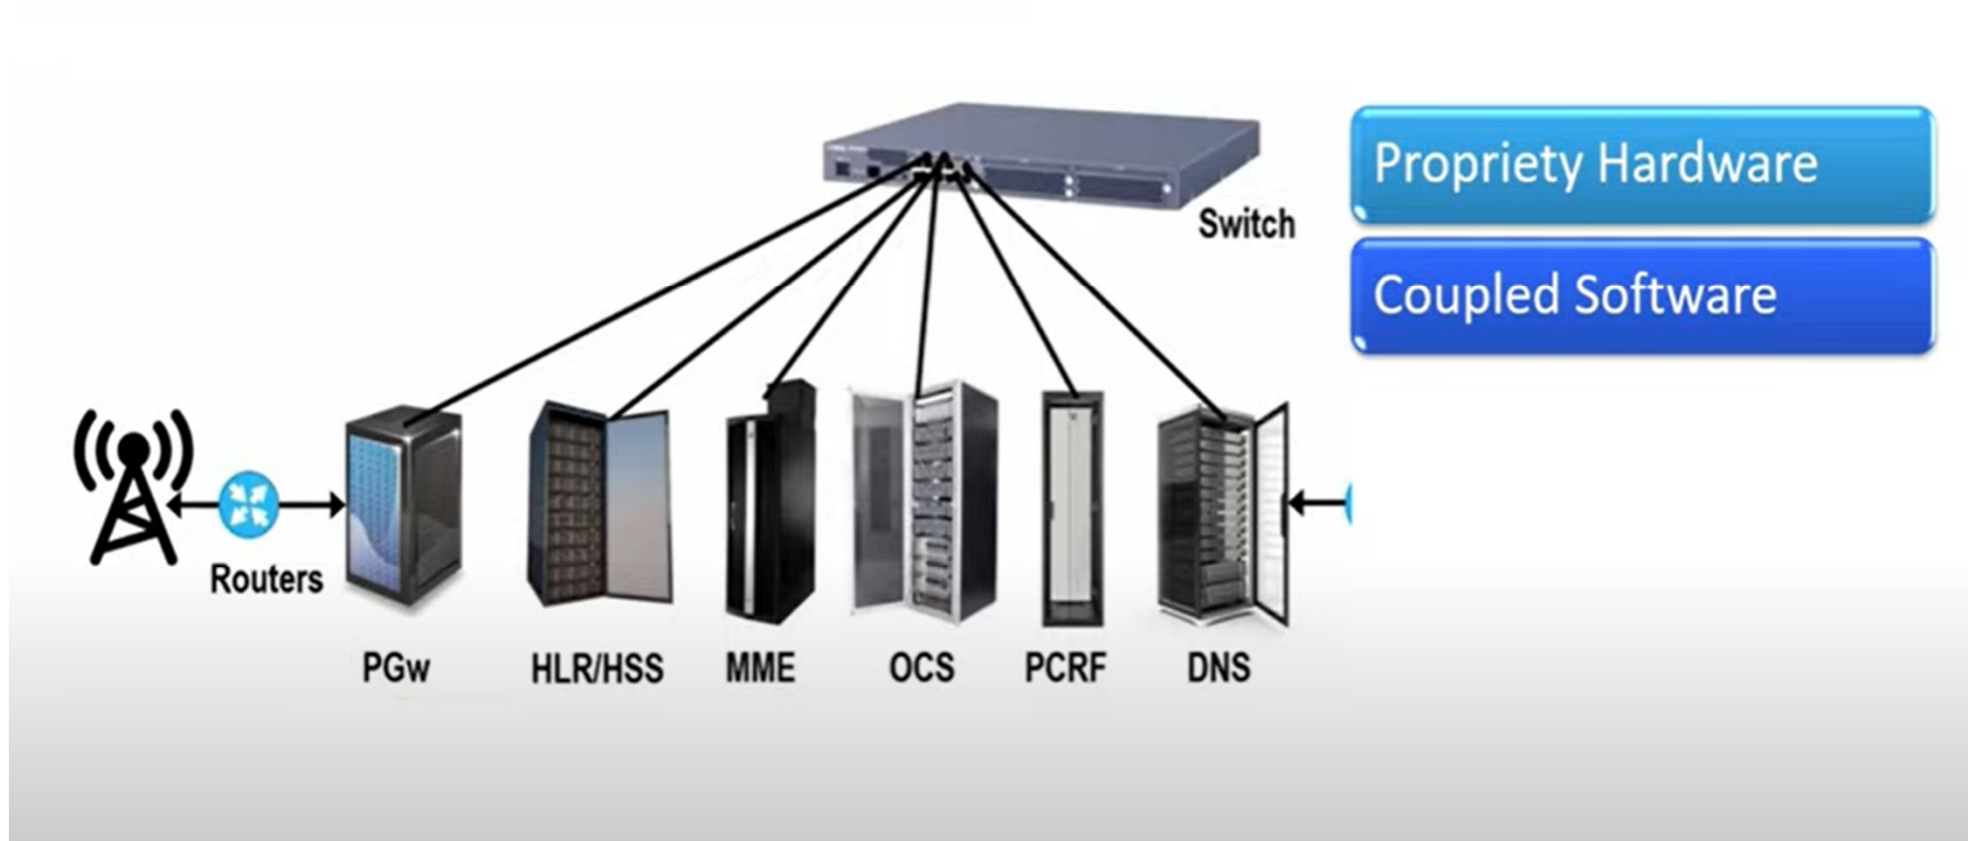 Propriety Hardware
Switch
Coupled Software
Routers
PGw
HLR/HSS
MME
OCS
PCRF
DNS